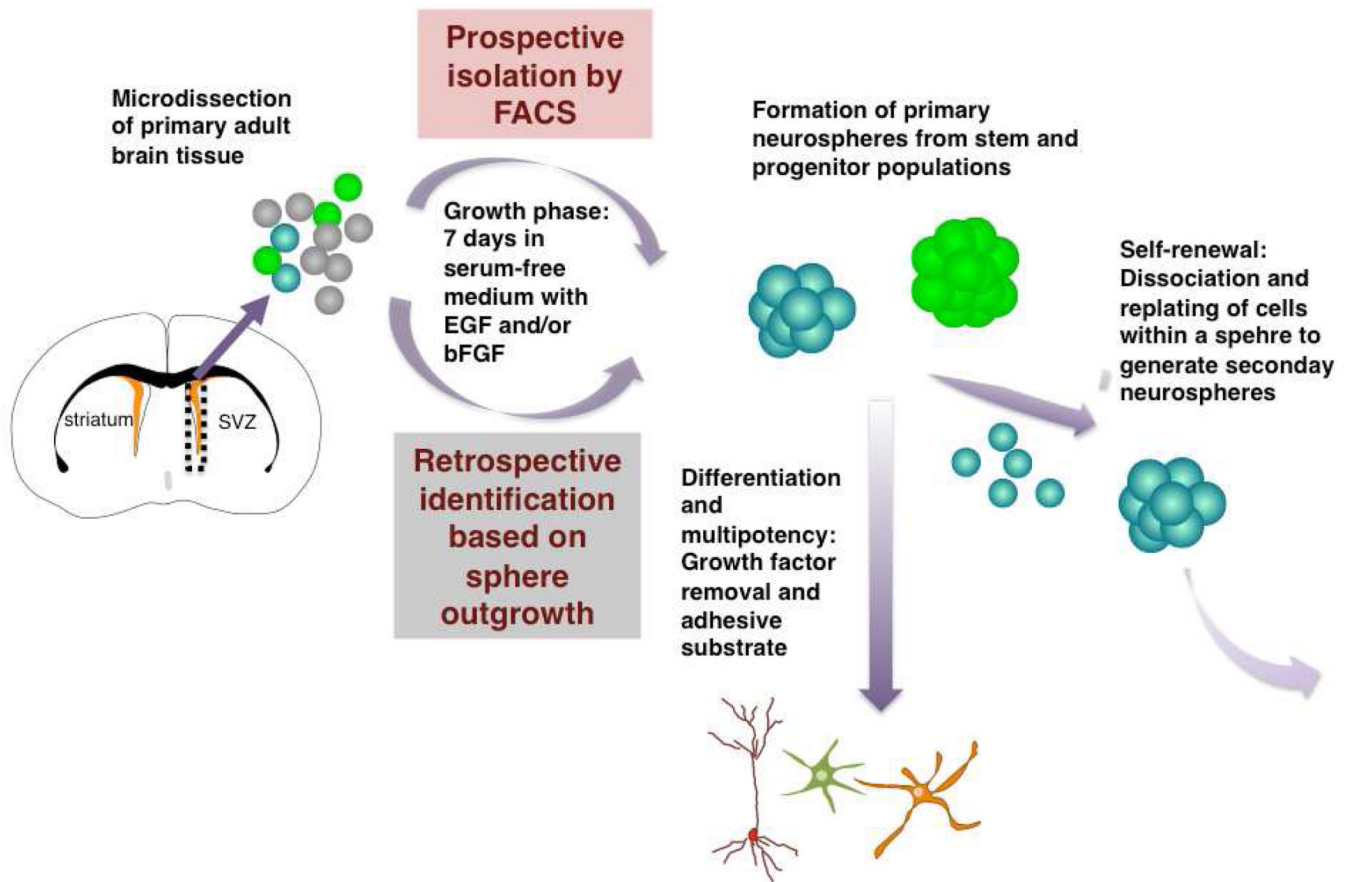 Prospective
isolation by
FACS
Microdissection
of primary adult
brain tissue
Growth phase:
7 days in
serum-free
medium with
EGF and/or
bFGF
Formation of primary
neurospheres from stem and
progenitor populations
Self-renewal:
Dissociation and
replating of cells
within a spehre to
generate seconday
neurospheres
striatum
SVZ
Retrospective
identification
based on
sphere
outgrowth
Differentiation
and
multipotency:
Growth factor
removal and
adhesive
substrate